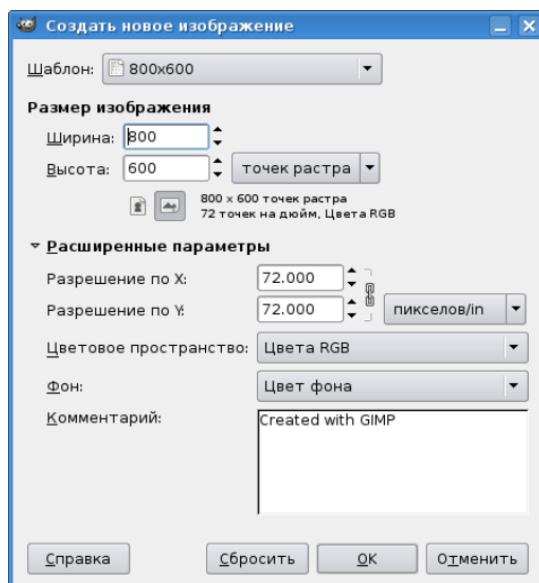 Создать новое изображение
Шаблон: 800x600
Размер изображения
Ширина: 800
Высота: 600 точек растра
800 × 600 точек растра
72 точек на дюйм, Цвета RGB
Расширенные параметры
Разрешение по X: 72.000
Разрешение по Y: 72.000 пикселов/in
Цветовое пространство: Цвета RGB
Фон: Цвет фона
Комментарий: Created with GIMP
Справка Сбросить OK Отменить